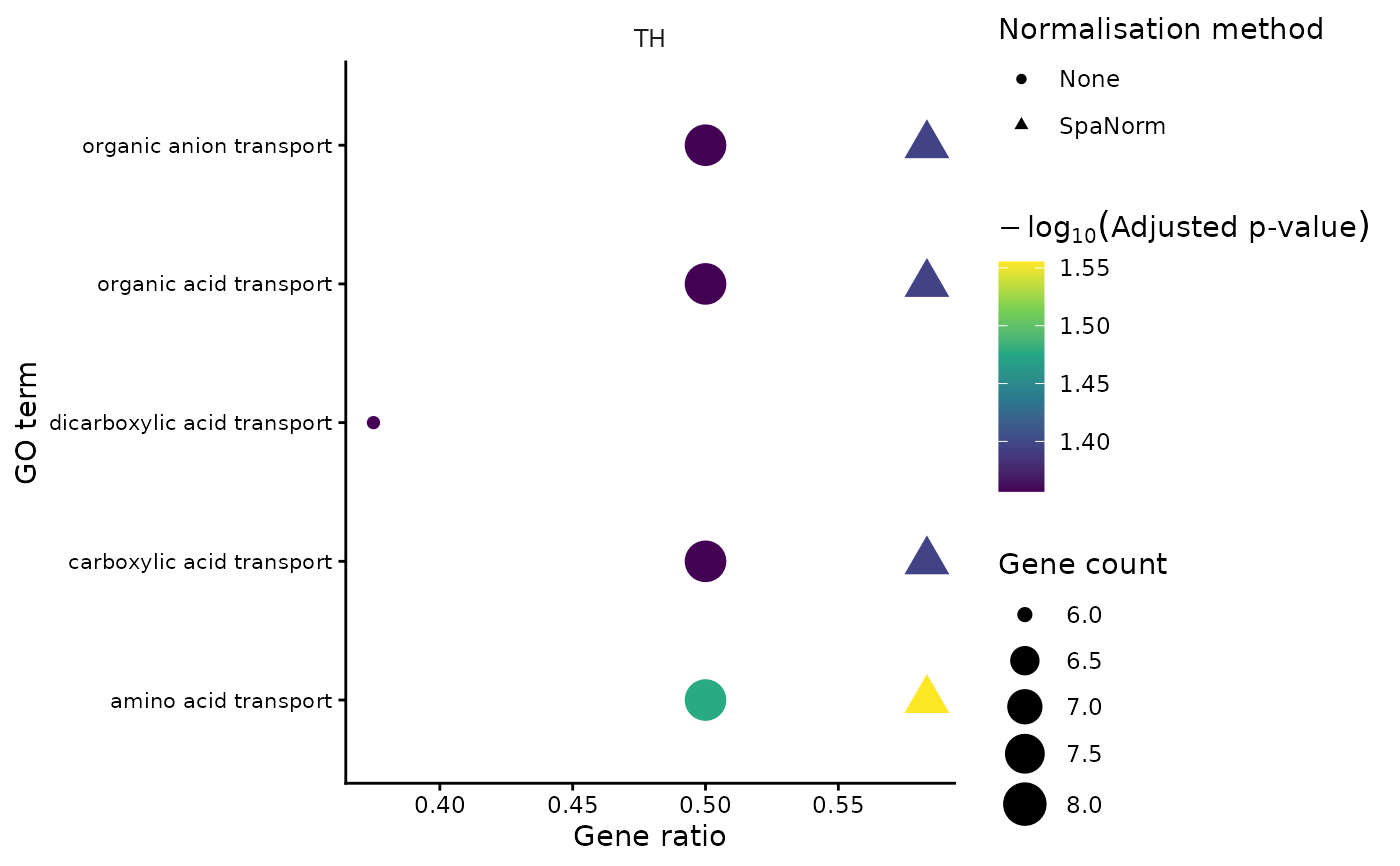 TH
GO term
organic anion transport
organic acid transport
dicarboxylic acid transport
carboxylic acid transport
amino acid transport
0.40 0.45 0.50 0.55
Gene ratio
Normalisation method
None
SpaNorm
−log10(Adjusted p-value)
1.55
1.50
1.45
1.40
Gene count
6.0
6.5
7.0
7.5
8.0